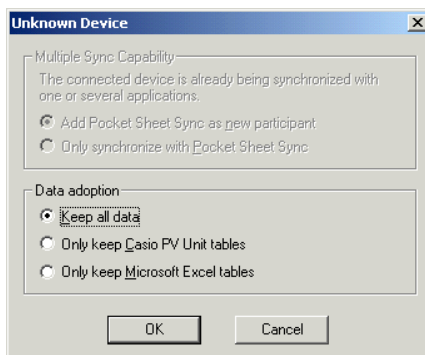 Unknown Device
Multiple Sync Capability
The connected device is already being synchronized with
one or several applications.
Add Pocket Sheet Sync as new participant
Only synchronize with Pocket Sheet Sync
Data adoption
Keep all data
Only keep Casio PV Unit tables
Only keep Microsoft Excel tables
OK
Cancel